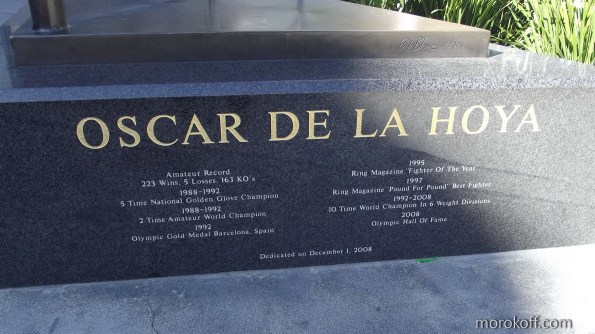 OSCAR DE LA HOYA
Amateur Record
223 Wins, 5 Losses, 163 KO's
1988-1992
5 Time National Golden Glove Champion
1988-1992
2 Time Amateur World Champion
1992
Olympic Gold Medal Barcelona, Spain
1995
Ring Magazine "Fighter Of The Year"
1997
Ring Magazine "Pound For Pound" Best Fighter
1992-2008
10 Time World Champion In 6 Weight Divisions
2008
Olympic Hall Of Fame
Dedicated on December 1, 2008
morokoff.com